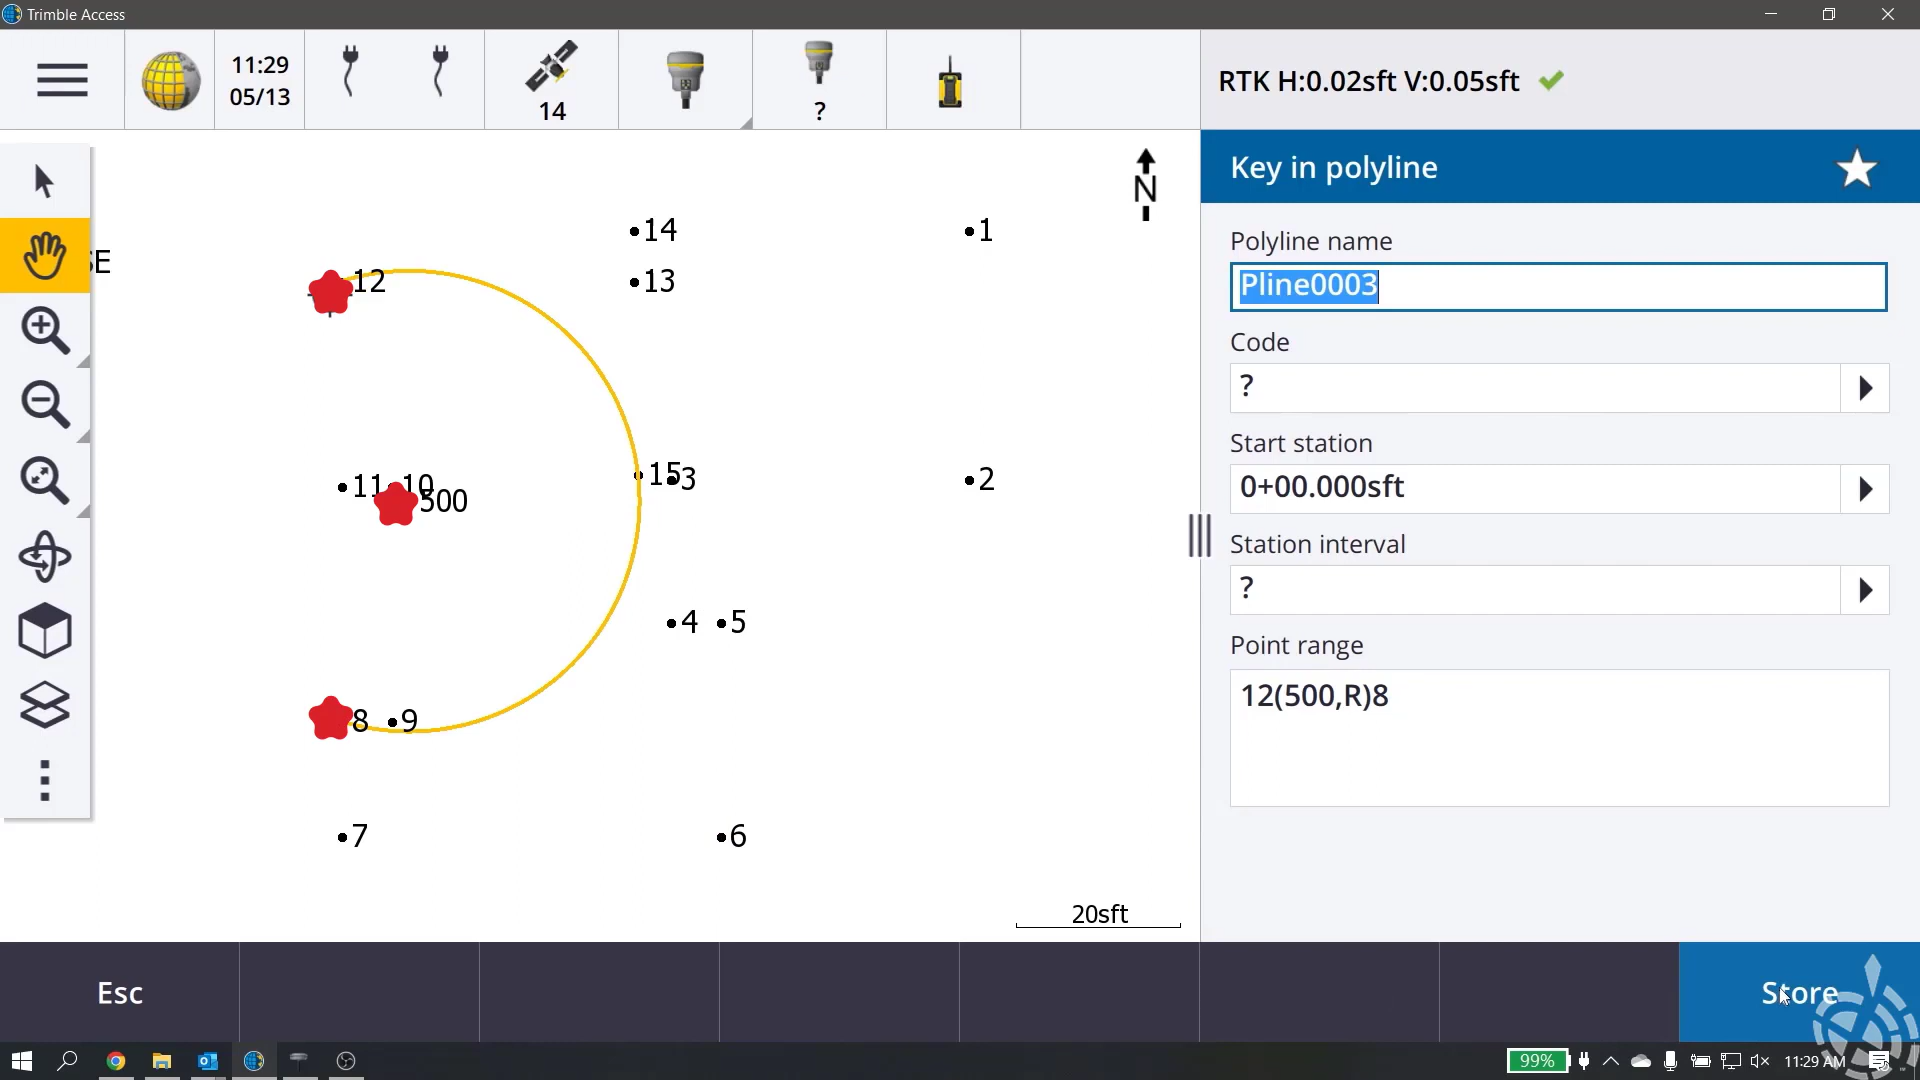 Trimble Access
11:29
05/13
14
?
RTK H:0.02sft V:0.05sft
Key in polyline
Polyline name
Pline0003
Code
?
Start station
0+00.000sft
Station interval
?
Point range
12(500,R)8
N
SE
14
1
12
13
11
10
500
15
3
2
4
5
8
9
7
6
20sft
Esc
Store
99%
11:29 AM